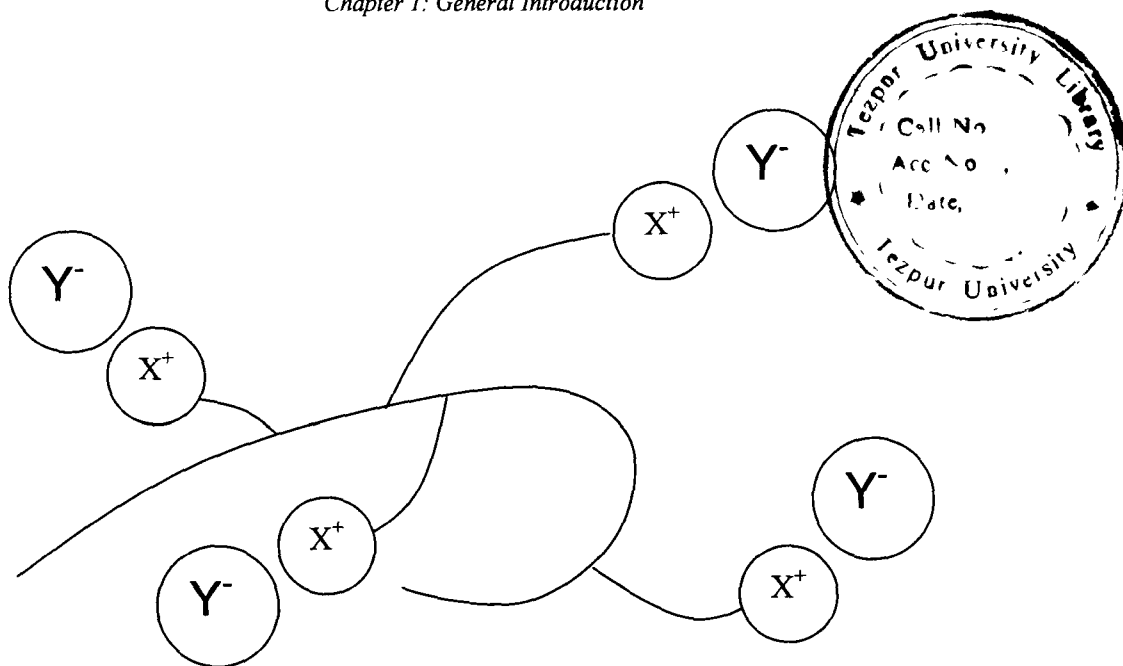 Chapter 1: General Introduction
Tezpur University Library
Call No
Acc No
Date,
Tezpur University
Y⁻
X⁺
Y⁻
X⁺
Y⁻
X⁺
X⁺
Y⁻